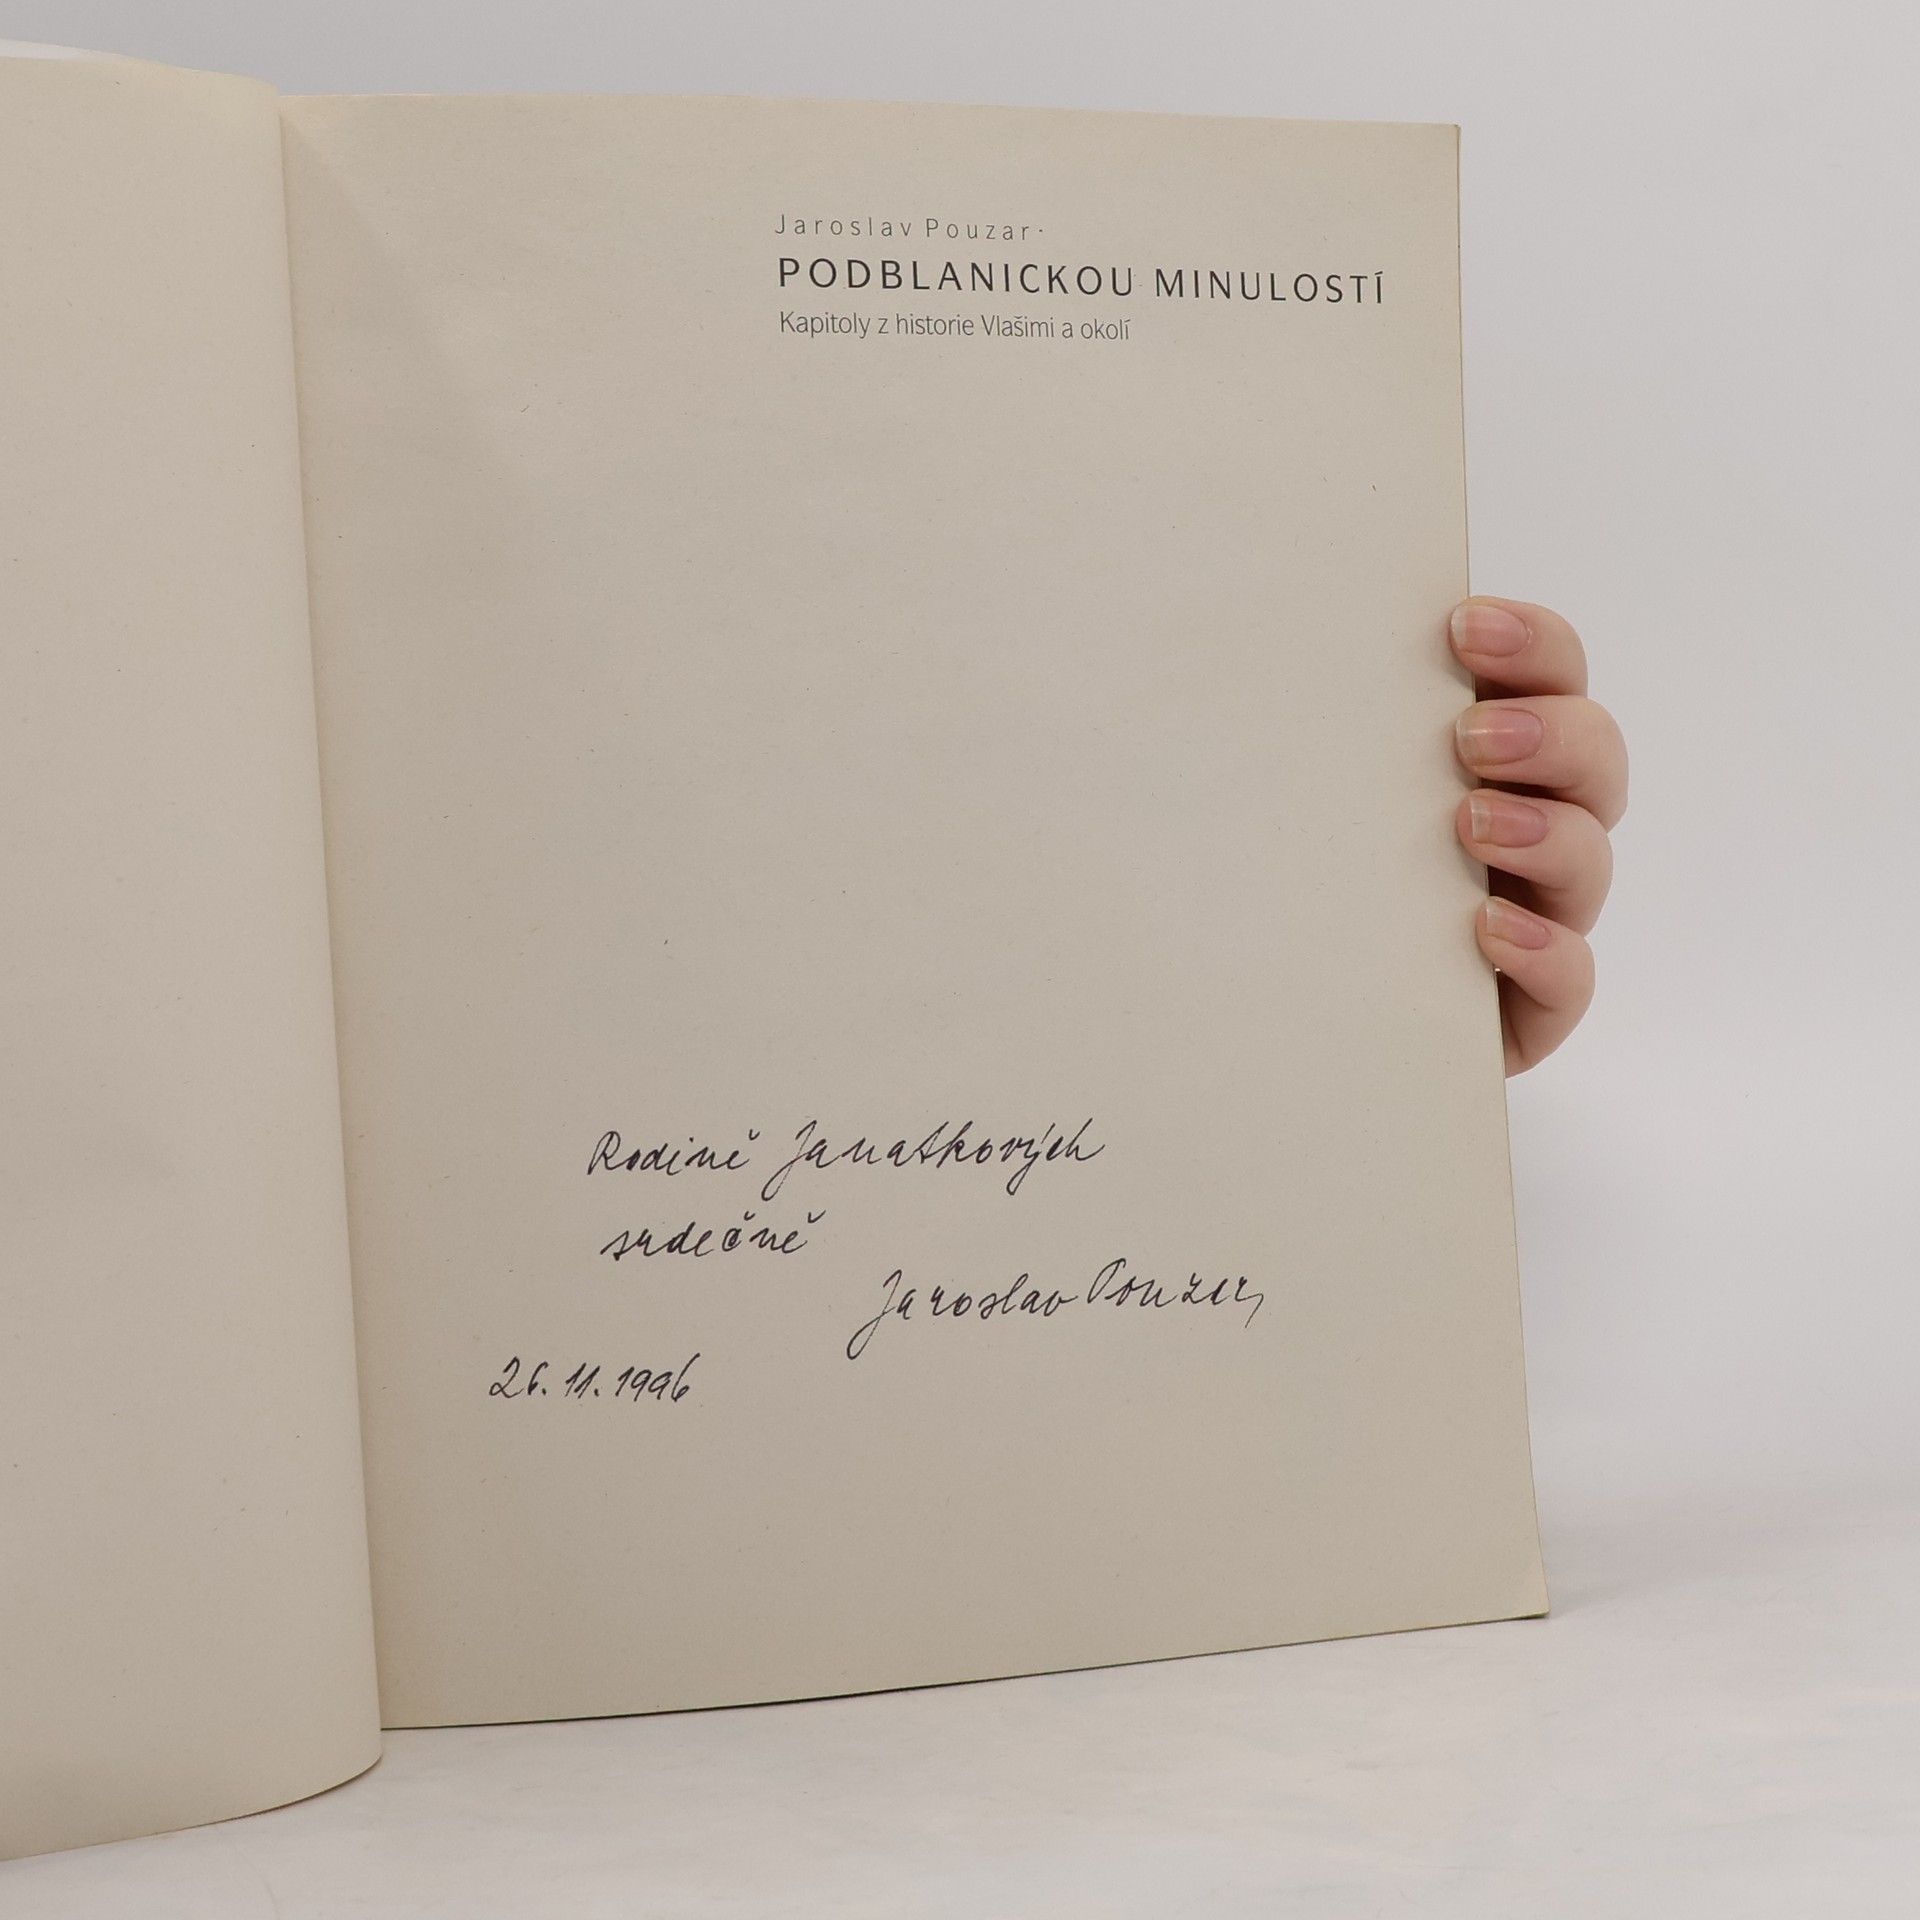 Jaroslav Pouzar
PODBLANICKOU MINULOSTÍ
Kapitoly z historie Vlašimi a okolí
Rodině Janatkových
srdečně
Jaroslav Pouzar
26.11.1996